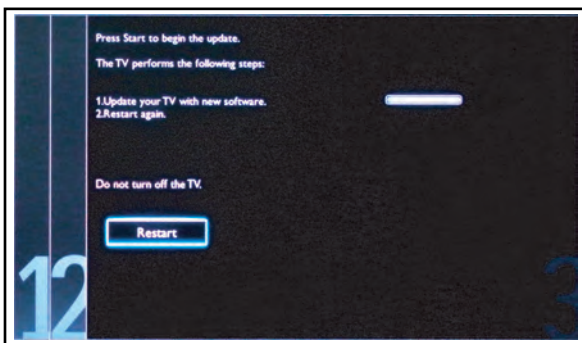 Press Start to begin the update.
The TV performs the following steps:
1.Update your TV with new software.
2.Restart again.
Do not turn off the TV.
Restart
12
3